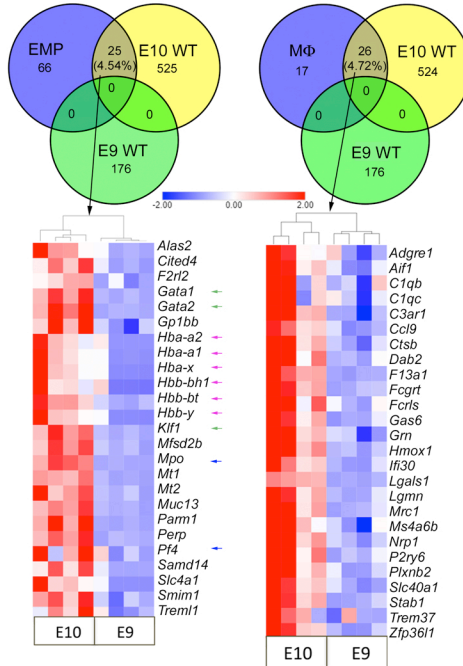 EMP
66
25
(4.54%)
E10 WT
525
0
0
0
E9 WT
176
MΦ
17
26
(4.72%)
E10 WT
524
0
0
0
E9 WT
176
-2.00 0.00 2.00
Alas2
Cited4
F2rl2
Gata1
Gata2
Gp1bb
Hba-a2
Hba-a1
Hba-x
Hbb-bh1
Hbb-bt
Hbb-y
Klf1
Mfsd2b
Mpo
Mt1
Mt2
Muc13
Parm1
Perp
Pf4
Samd14
Slc4a1
Smim1
Treml1
E10 E9
Adgre1
Aif1
C1qb
C1qc
C3ar1
Ccl9
Ctsb
Dab2
F13a1
Fcgrt
Fcrls
Gas6
Grn
Hmox1
Ifi30
Lgals1
Lgmn
Mrc1
Ms4a6b
Nrp1
P2ry6
Plxnb2
Slc40a1
Stab1
Trem37
Zfp36l1
E10 E9